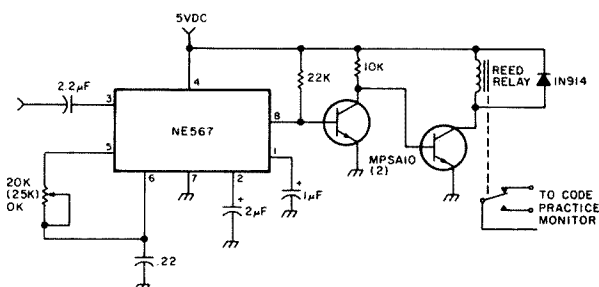 5VDC
2.2µF
3
4
22K
10K
REED
RELAY
IN914
NE567
8
5
1
MPSA10
(2)
20K
(25K)
OK
6
7
2
+
1µF
+
2µF
.22
TO CODE
PRACTICE
MONITOR